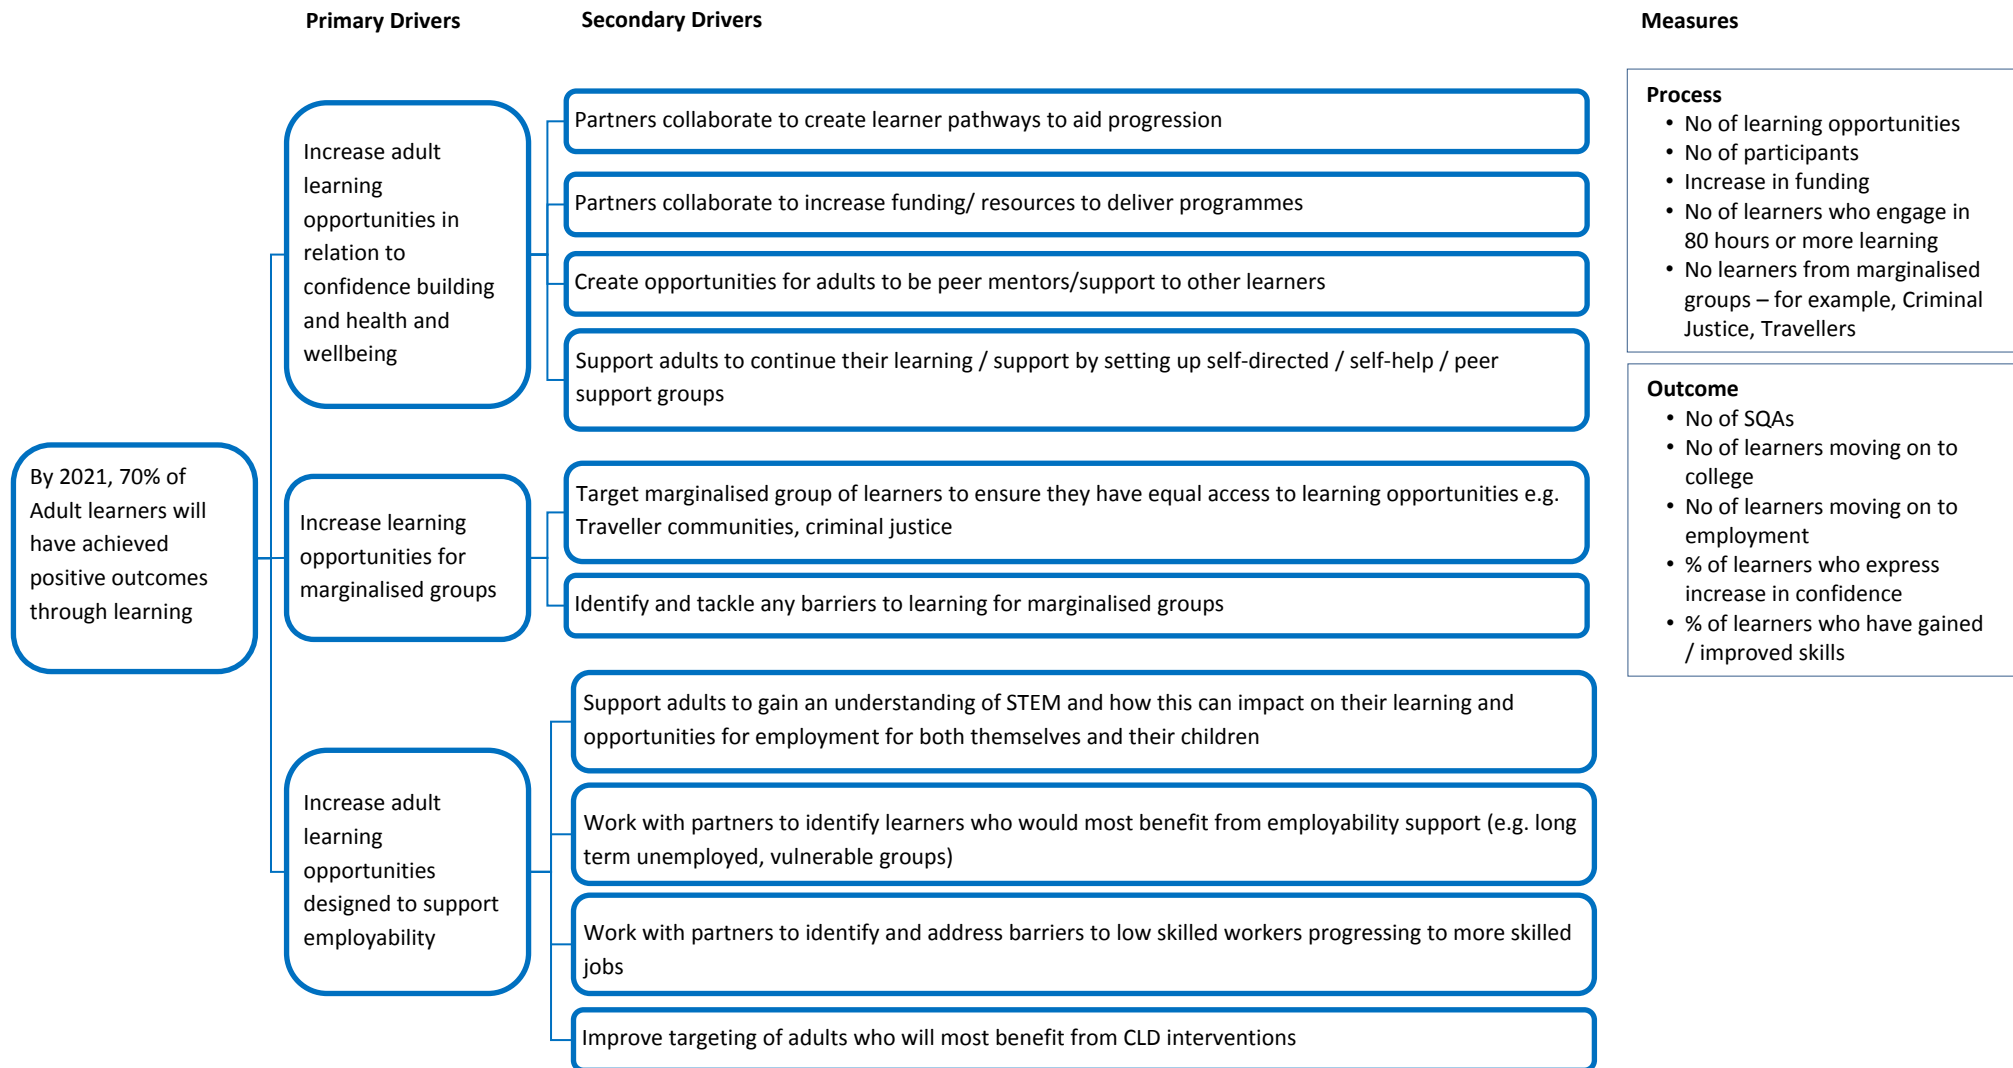 Primary Drivers
Secondary Drivers
Measures
By 2021, 70% of
Adult learners will
have achieved
positive outcomes
through learning
Increase adult
learning
opportunities in
relation to
confidence building
and health and
wellbeing
Partners collaborate to create learner pathways to aid progression
Partners collaborate to increase funding/ resources to deliver programmes
Create opportunities for adults to be peer mentors/support to other learners
Support adults to continue their learning / support by setting up self-directed / self-help / peer
support groups
Increase learning
opportunities for
marginalised groups
Target marginalised group of learners to ensure they have equal access to learning opportunities e.g.
Traveller communities, criminal justice
Identify and tackle any barriers to learning for marginalised groups
Increase adult
learning
opportunities
designed to support
employability
Support adults to gain an understanding of STEM and how this can impact on their learning and
opportunities for employment for both themselves and their children
Work with partners to identify learners who would most benefit from employability support (e.g. long
term unemployed, vulnerable groups)
Work with partners to identify and address barriers to low skilled workers progressing to more skilled
jobs
Improve targeting of adults who will most benefit from CLD interventions
Process
• No of learning opportunities
• No of participants
• Increase in funding
• No of learners who engage in
80 hours or more learning
• No learners from marginalised
groups – for example, Criminal
Justice, Travellers
Outcome
• No of SQAs
• No of learners moving on to
college
• No of learners moving on to
employment
• % of learners who express
increase in confidence
• % of learners who have gained
/ improved skills